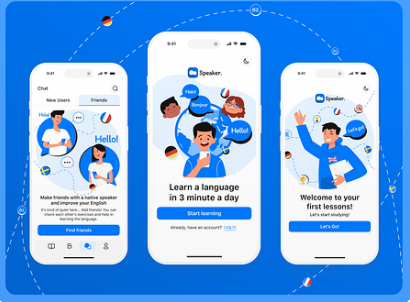 B2
9:41
Chat
New Users
Friends
Hola!
Hello!
Make friends with a native speaker
and improve your English
It's kind of quiet here... Add friends! You can
check each other's exercises and help in
learning the language.
Find friends
9:41
Speaker.
Halo!
Bonjour
Hello!
Learn a language
in 3 minute a day
Start learning
Already, have an account? Log in
9:41
Speaker.
Let's go!
Welcome to your
first lessons!
Let's start studying!
Let's Go!